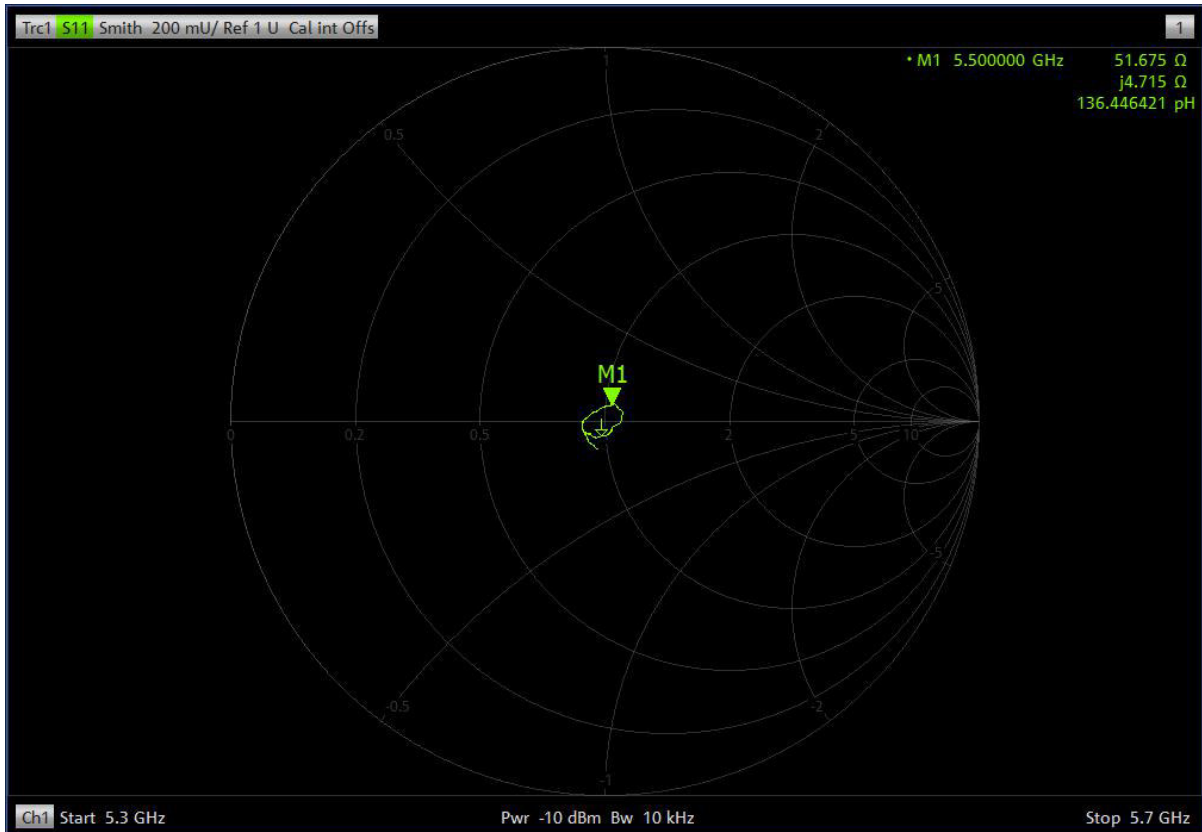 Trc1 S11 Smith 200 mU/ Ref 1 U Cal int Offs
1
• M1 5.500000 GHz 51.675 Ω
j4.715 Ω
136.446421 pH
1
0.5
2
5
M1
0
0.2
0.5
2
5
10
-5
-0.5
-2
-1
Ch1 Start 5.3 GHz
Pwr -10 dBm Bw 10 kHz
Stop 5.7 GHz